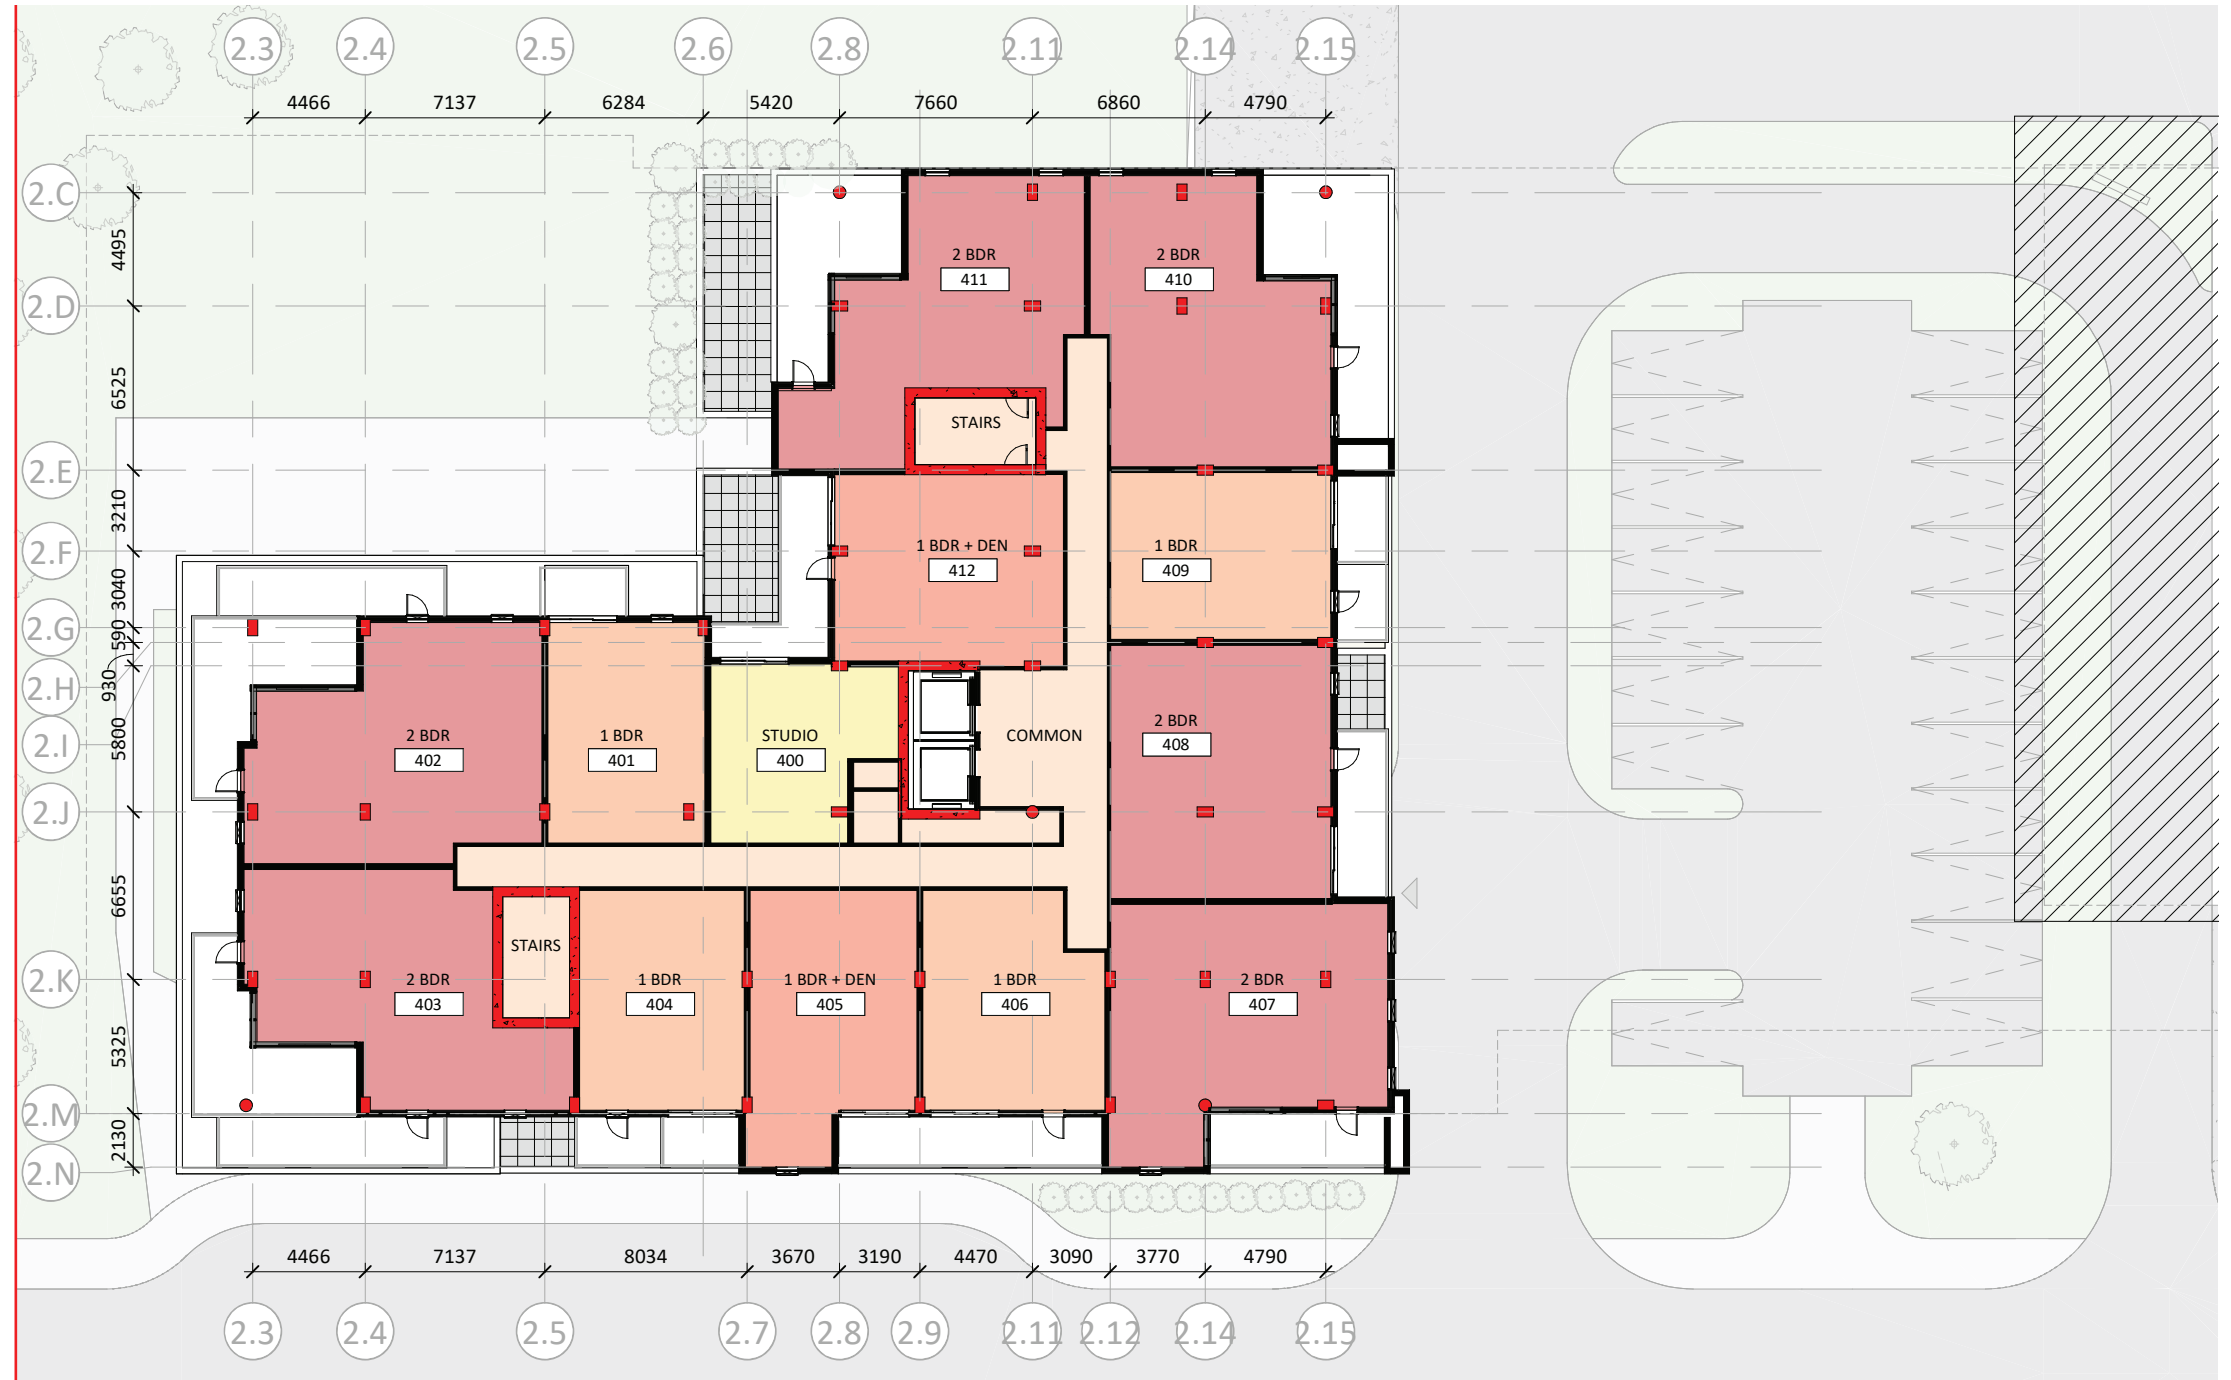 2.3 2.4 2.5 2.6 2.8 2.11 2.14 2.15
4466 7137 6284 5420 7660 6860 4790
2.C
4495
2 BDR
411
2 BDR
410
2.D
6525
STAIRS
2.E
3210
2.F
1 BDR + DEN
412
1 BDR
409
3040
2.G
590
930
2.H
5800
2.I
2 BDR
402
1 BDR
401
STUDIO
400
COMMON
2 BDR
408
2.J
6655
STAIRS
2.K
2 BDR
403
1 BDR
404
1 BDR + DEN
405
1 BDR
406
2 BDR
407
5325
2.M
2130
2.N
4466 7137 8034 3670 3190 4470 3090 3770 4790
2.3 2.4 2.5 2.7 2.8 2.9 2.11 2.12 2.14 2.15